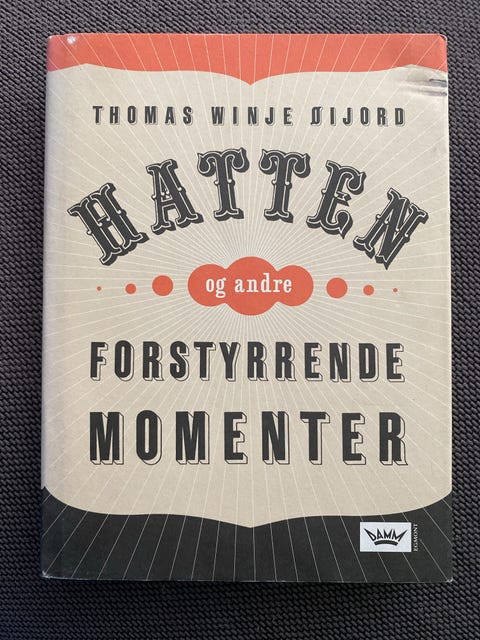 THOMAS WINJE ØIJORD
HATTEN
og andre
FORSTYRRENDE
MOMENTER
DAMM
EGMONT